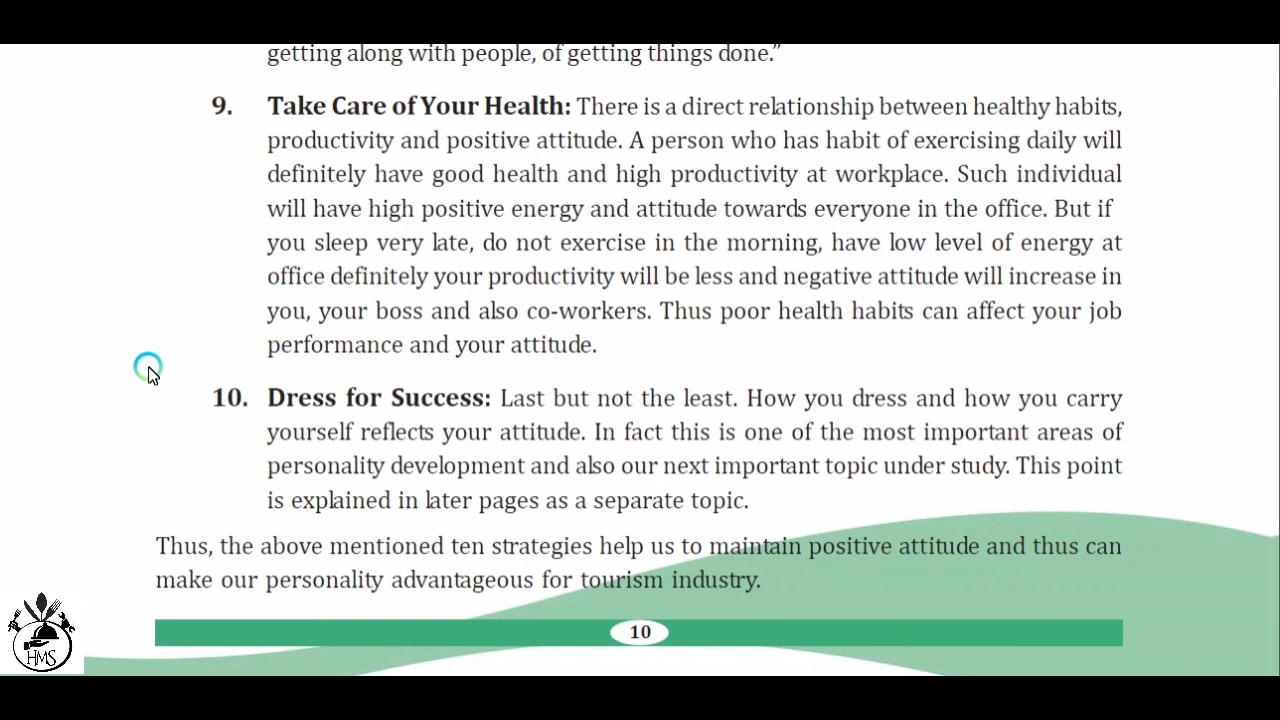 getting along with people, of getting things done.”
9. Take Care of Your Health: There is a direct relationship between healthy habits,
productivity and positive attitude. A person who has habit of exercising daily will
definitely have good health and high productivity at workplace. Such individual
will have high positive energy and attitude towards everyone in the office. But if
you sleep very late, do not exercise in the morning, have low level of energy at
office definitely your productivity will be less and negative attitude will increase in
you, your boss and also co-workers. Thus poor health habits can affect your job
performance and your attitude.
10. Dress for Success: Last but not the least. How you dress and how you carry
yourself reflects your attitude. In fact this is one of the most important areas of
personality development and also our next important topic under study. This point
is explained in later pages as a separate topic.
Thus, the above mentioned ten strategies help us to maintain positive attitude and thus can
make our personality advantageous for tourism industry.
10
HMS